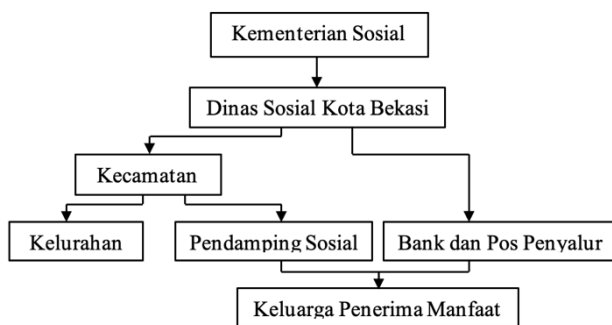 Kementerian Sosial
Dinas Sosial Kota Bekasi
Kecamatan
Kelurahan
Pendamping Sosial
Bank dan Pos Penyalur
Keluarga Penerima Manfaat